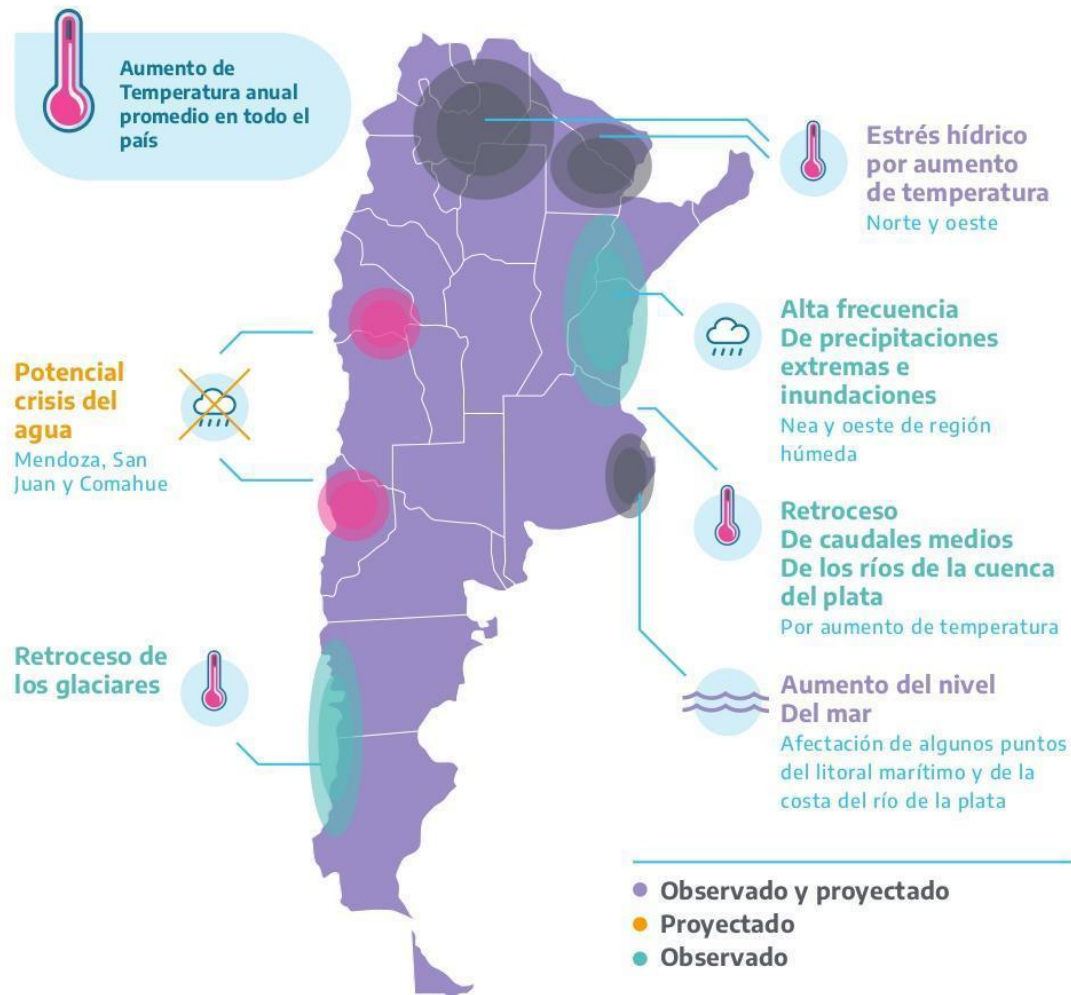 Aumento de
Temperatura anual
promedio en todo el
país
Estrés hídrico
por aumento
de temperatura
Norte y oeste
Alta frecuencia
De precipitaciones
extremas e
inundaciones
Nea y oeste de región
húmeda
Potencial
crisis del
agua
Mendoza, San
Juan y Comahue
Retroceso
De caudales medios
De los ríos de la cuenca
del plata
Por aumento de temperatura
Retroceso de
los glaciares
Aumento del nivel
Del mar
Afectación de algunos puntos
del litoral marítimo y de la
costa del río de la plata
Observado y proyectado
Proyectado
Observado